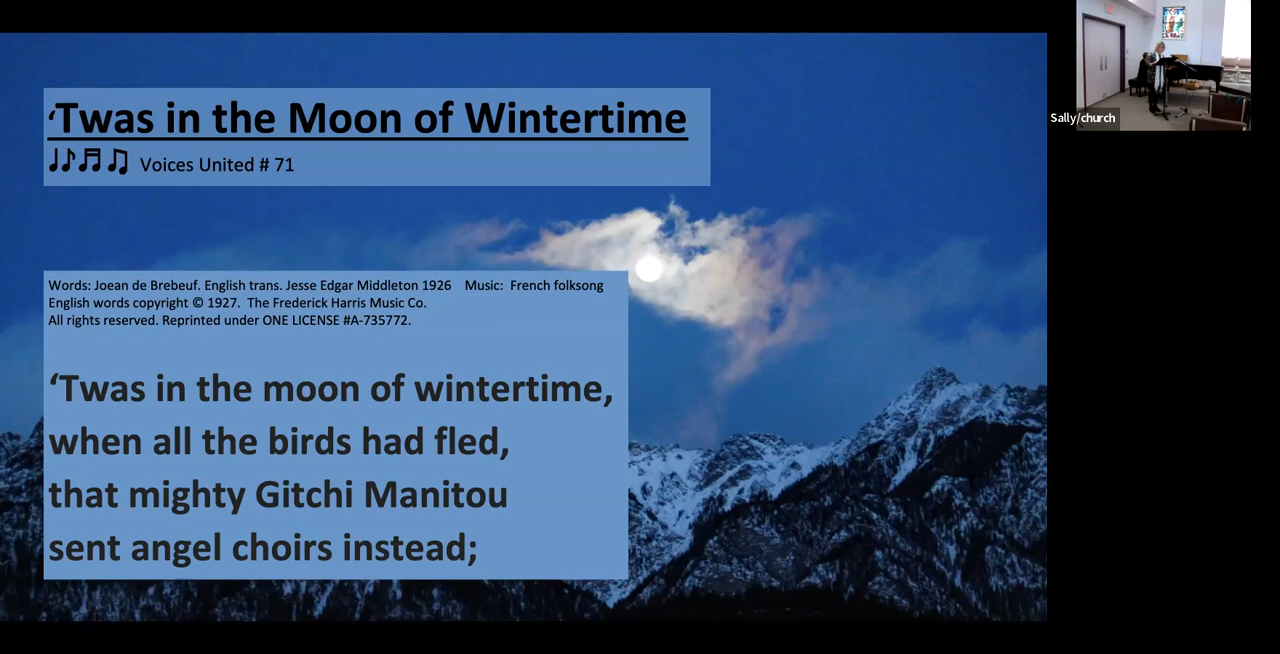 ‘Twas in the Moon of Wintertime
♩♪♬♫ Voices United # 71
Words: Joean de Brebeuf. English trans. Jesse Edgar Middleton 1926 Music: French folksong
English words copyright © 1927. The Frederick Harris Music Co.
All rights reserved. Reprinted under ONE LICENSE #A-735772.
‘Twas in the moon of wintertime,
when all the birds had fled,
that mighty Gitchi Manitou
sent angel choirs instead;
Sally/church